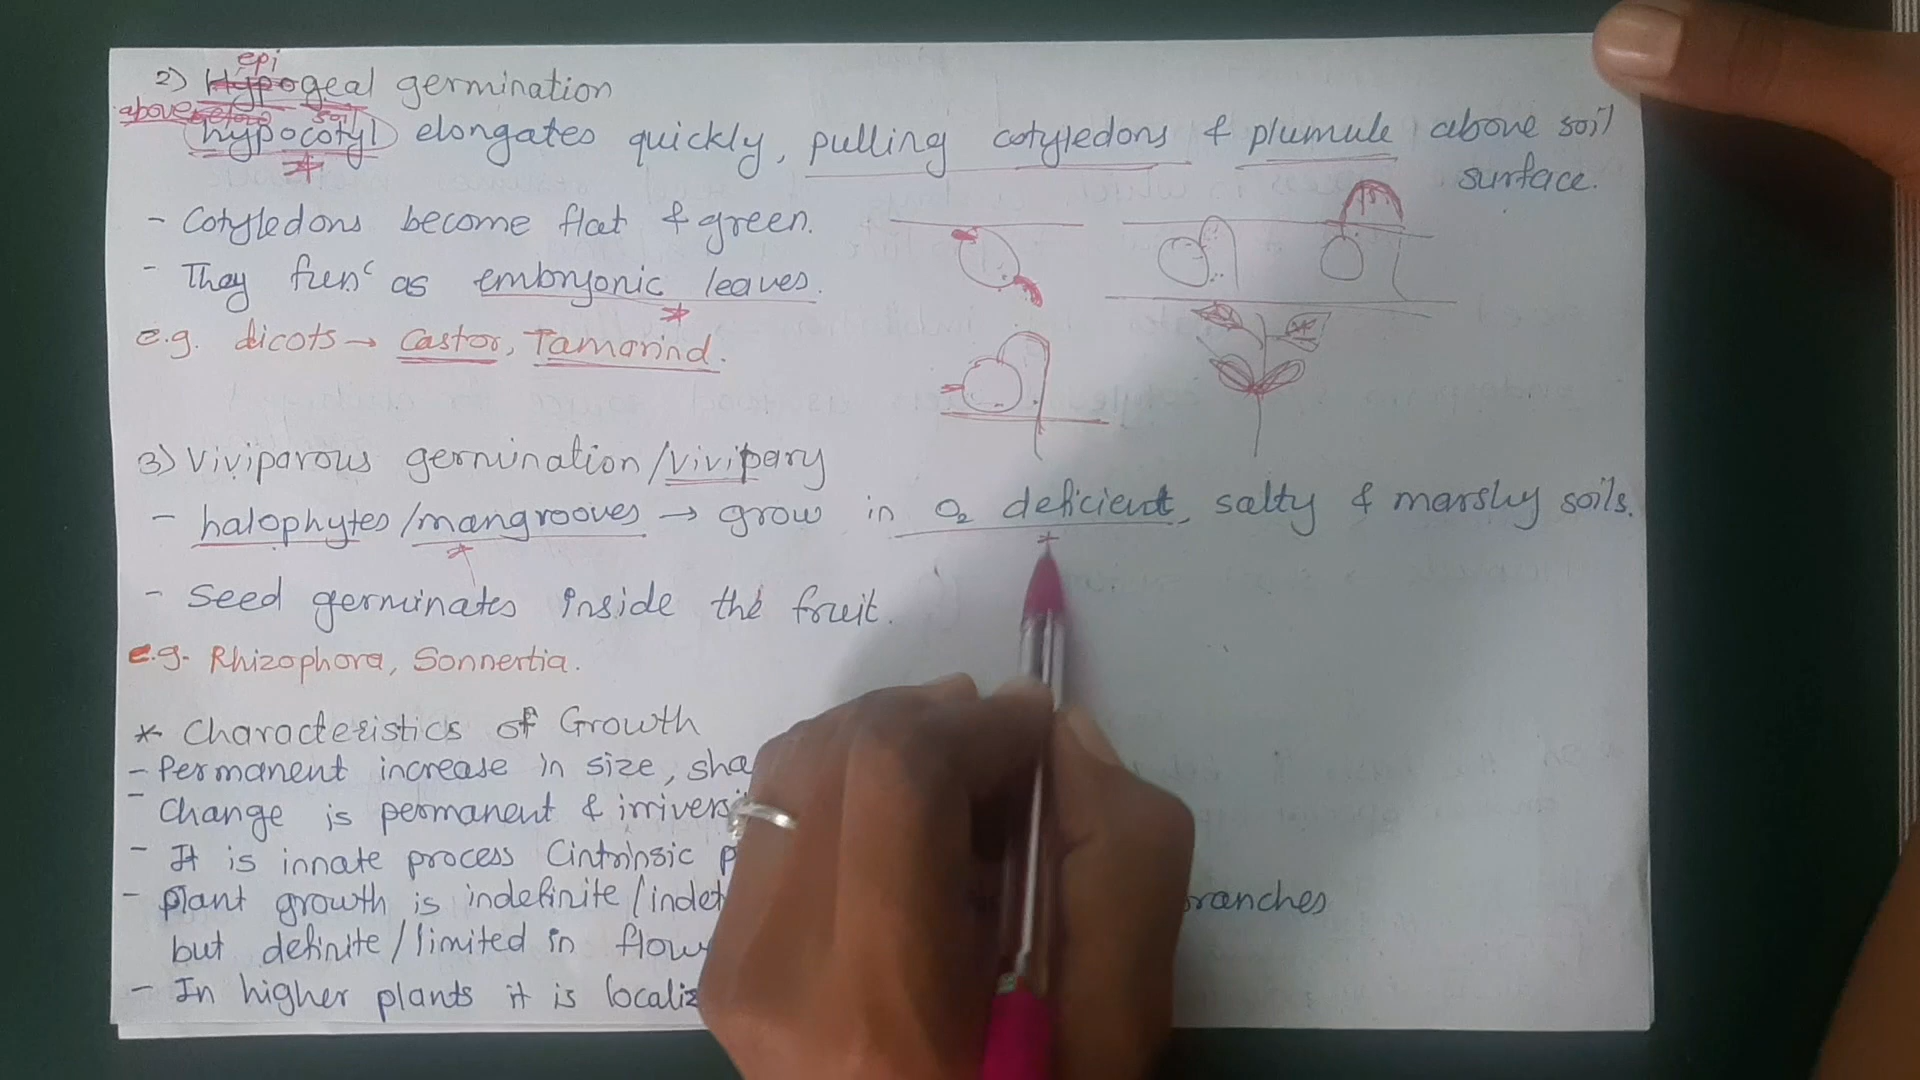 epi
2) Hypogeal germination
above before soil
hypocotyl elongates quickly, pulling cotyledons & plumule above soil
surface.
- Cotyledons become flat & green.
- They funᶜ as embryonic leaves.
e.g. dicots → Castor, Tamarind.
3) Viviparous germination/vivipary
- halophytes/mangrooves → grow in O₂ deficient, salty & marshy soils.
- Seed germinates inside the fruit.
e.g. Rhizophora, Sonnertia.
* Characteristics of Growth
- Permanent increase in size, sha
- Change is permanent & irrivers
- It is innate process (intrinsic p
- plant growth is indefinite/indet ranches
but definite/limited in flow
- In higher plants it is localiz